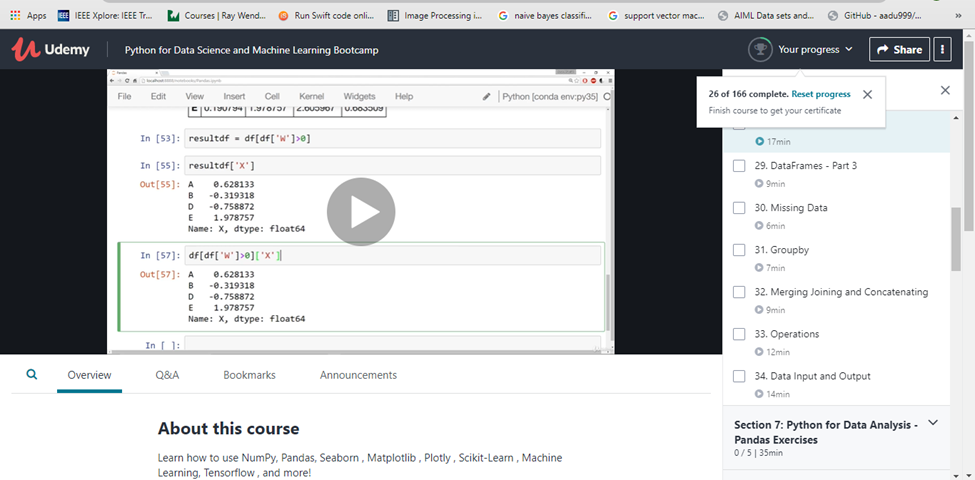 Apps IEEE Xplore: IEEE Tr... Courses | Ray Wend... Run Swift code onlin... Image Processing i... naive bayes classifi... support vector mac... AIML Data sets and... GitHub - aadu999/... »
Udemy Python for Data Science and Machine Learning Bootcamp Your progress Share
26 of 166 complete. Reset progress
Finish course to get your certificate
File Edit View Insert Cell Kernel Widgets Help Python [conda env:py35]
E 0.190794 1.978757 2.605967 0.683509
In [53]: resultdf = df[df['W']>0]
In [55]: resultdf['X']
Out[55]: A 0.628133
B -0.319318
D -0.758872
E 1.978757
Name: X, dtype: float64
In [57]: df[df['W']>0]['X']
Out[57]: A 0.628133
B -0.319318
D -0.758872
E 1.978757
Name: X, dtype: float64
In [ ]:
17min
29. DataFrames - Part 3
9min
30. Missing Data
6min
31. Groupby
7min
32. Merging Joining and Concatenating
9min
33. Operations
12min
34. Data Input and Output
14min
Section 7: Python for Data Analysis -
Pandas Exercises
0 / 5 | 35min
Overview Q&A Bookmarks Announcements
About this course
Learn how to use NumPy, Pandas, Seaborn , Matplotlib , Plotly , Scikit-Learn , Machine
Learning, Tensorflow , and more!